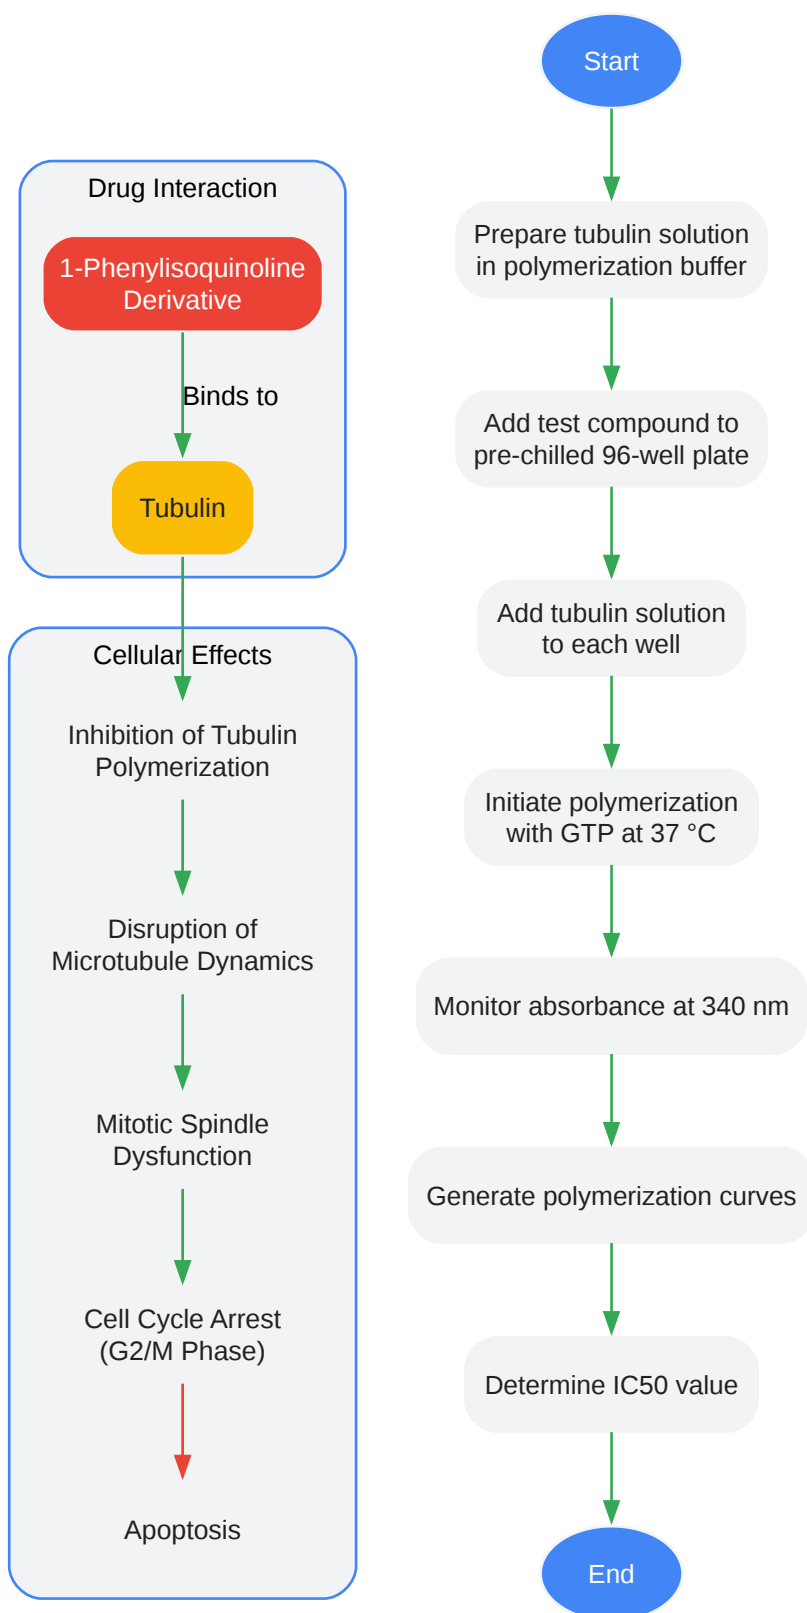 Drug Interaction
1-Phenylisoquinoline
Derivative
Binds to
Tubulin
Cellular Effects
Inhibition of Tubulin
Polymerization
Disruption of
Microtubule Dynamics
Mitotic Spindle
Dysfunction
Cell Cycle Arrest
(G2/M Phase)
Apoptosis
Start
Prepare tubulin solution
in polymerization buffer
Add test compound to
pre-chilled 96-well plate
Add tubulin solution
to each well
Initiate polymerization
with GTP at 37 °C
Monitor absorbance at 340 nm
Generate polymerization curves
Determine IC50 value
End